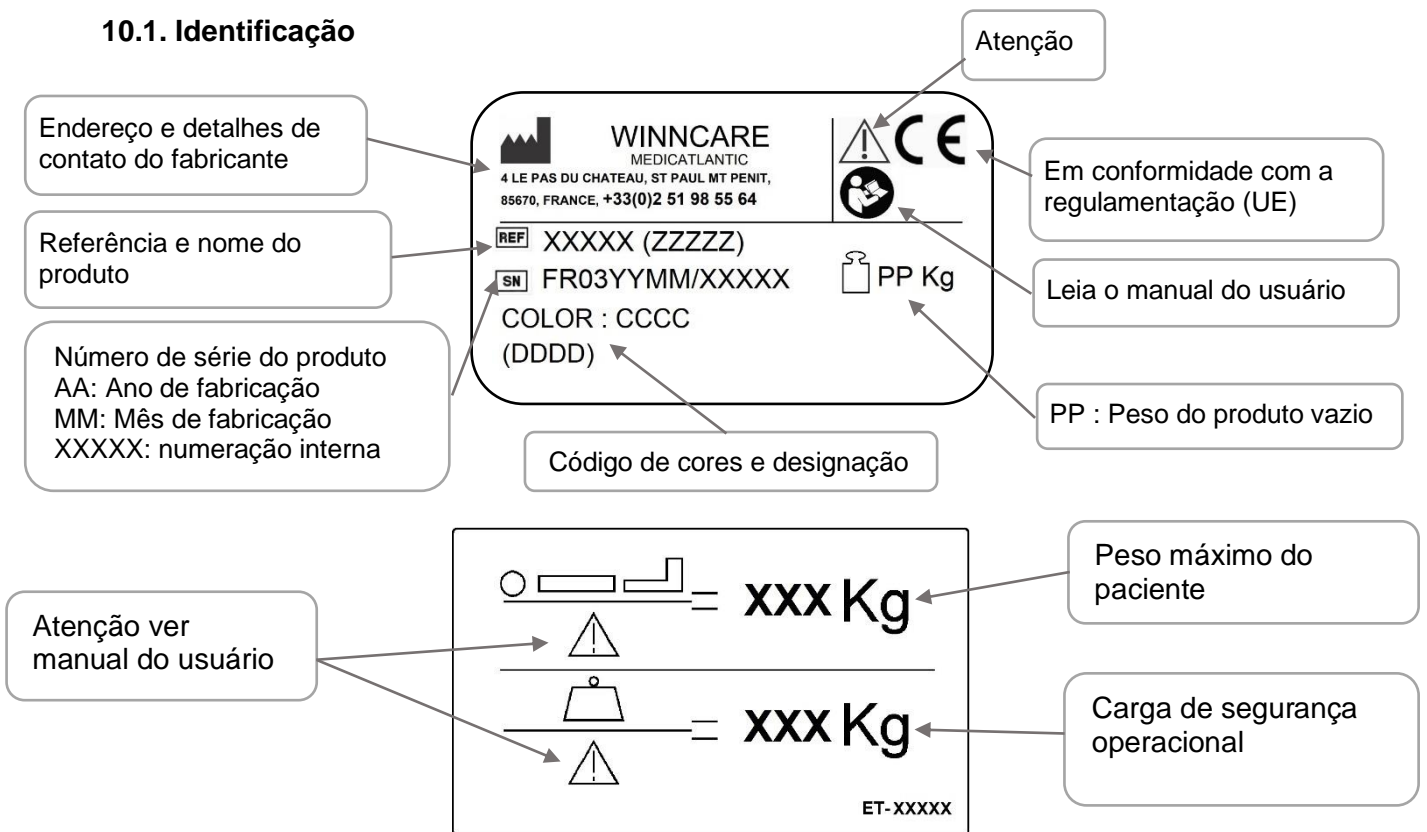 10.1. Identificação
Atenção
Endereço e detalhes de
contato do fabricante
WINNCARE
MEDICATLANTIC
4 LE PAS DU CHATEAU, ST PAUL MT PENIT,
85670, FRANCE, +33(0)2 51 98 55 64
CE
Em conformidade com a
regulamentação (UE)
Referência e nome do
produto
REF XXXXX (ZZZZZ)
SN FR03YYMM/XXXXX
PP Kg
Leia o manual do usuário
COLOR : CCCC
(DDDD)
Número de série do produto
AA: Ano de fabricação
MM: Mês de fabricação
XXXXX: numeração interna
PP : Peso do produto vazio
Código de cores e designação
= XXX Kg
Peso máximo do
paciente
Atenção ver
manual do usuário
= XXX Kg
Carga de segurança
operacional
ET-XXXXX